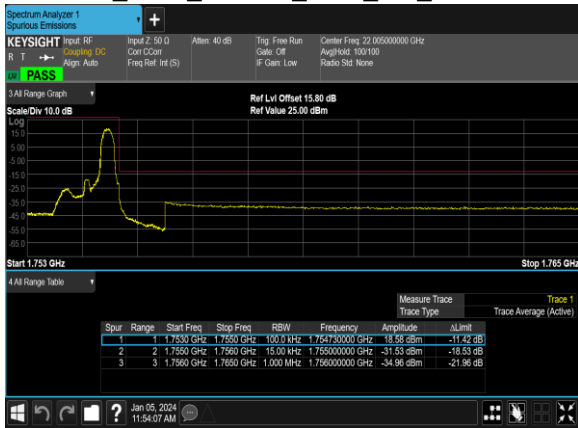 Spectrum Analyzer 1
Spurious Emissions
KEYSIGHT Input: RF Input Z: 50 Ω Atten: 40 dB Trig: Free Run Center Freq: 22.005000000 GHz
R T Coupling: DC Corr CCorr Gate: Off Avg|Hold: 100/100
Align: Auto Freq Ref: Int (S) IF Gain: Low Radio Std: None
PASS
3 All Range Graph
Ref Lvl Offset 15.80 dB
Scale/Div 10.0 dB Ref Value 25.00 dBm
Log
15.0
5.00
-5.00
-15.0
-25.0
-35.0
-45.0
-55.0
-65.0
Start 1.753 GHz Stop 1.765 GHz
4 All Range Table
Measure Trace Trace 1
Trace Type Trace Average (Active)
Spur Range Start Freq Stop Freq RBW Frequency Amplitude ΔLimit
1 1 1.7530 GHz 1.7550 GHz 100.0 kHz 1.754730000 GHz 18.58 dBm -11.42 dB
2 2 1.7550 GHz 1.7560 GHz 15.00 kHz 1.755000000 GHz -31.53 dBm -18.53 dB
3 3 1.7560 GHz 1.7650 GHz 1.000 MHz 1.756000000 GHz -34.96 dBm -21.96 dB
Jan 05, 2024
11:54:07 AM